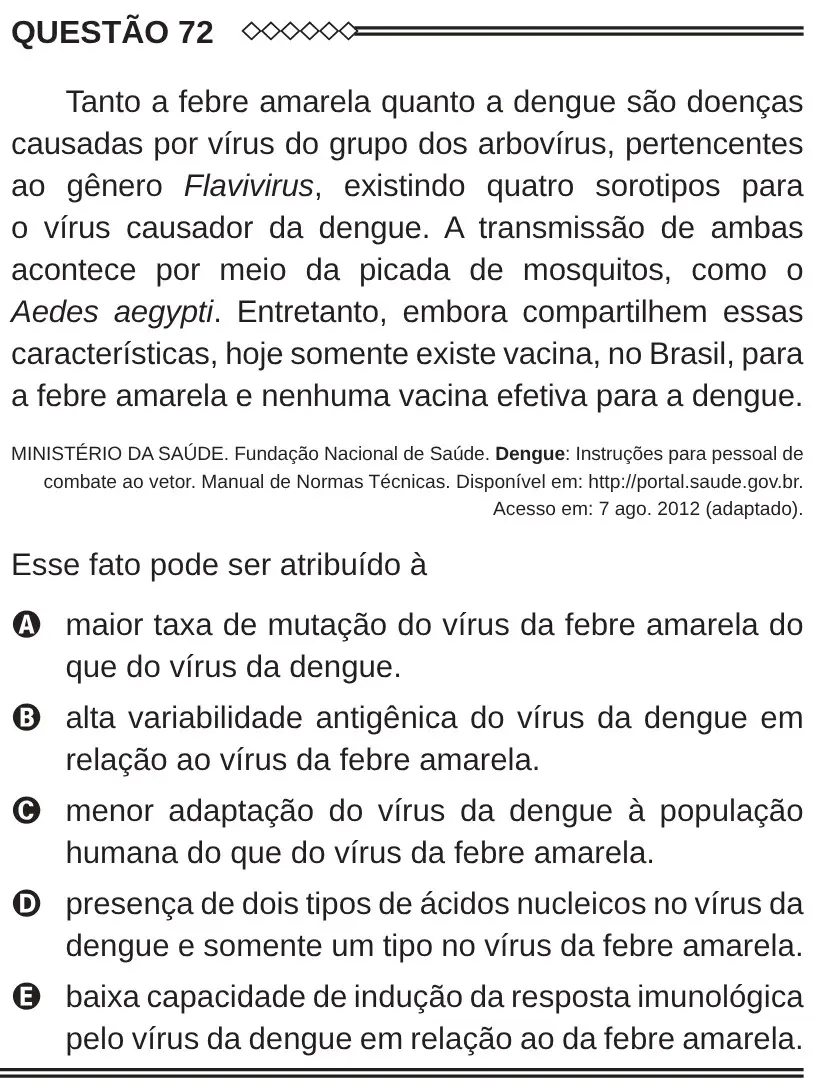 QUESTÃO 72
Tanto a febre amarela quanto a dengue são doenças
causadas por vírus do grupo dos arbovírus, pertencentes
ao gênero Flavivirus, existindo quatro sorotipos para
o vírus causador da dengue. A transmissão de ambas
acontece por meio da picada de mosquitos, como o
Aedes aegypti. Entretanto, embora compartilhem essas
características, hoje somente existe vacina, no Brasil, para
a febre amarela e nenhuma vacina efetiva para a dengue.
MINISTÉRIO DA SAÚDE. Fundação Nacional de Saúde. Dengue: Instruções para pessoal de
combate ao vetor. Manual de Normas Técnicas. Disponível em: http://portal.saude.gov.br.
Acesso em: 7 ago. 2012 (adaptado).
Esse fato pode ser atribuído à
A maior taxa de mutação do vírus da febre amarela do
que do vírus da dengue.
B alta variabilidade antigênica do vírus da dengue em
relação ao vírus da febre amarela.
C menor adaptação do vírus da dengue à população
humana do que do vírus da febre amarela.
D presença de dois tipos de ácidos nucleicos no vírus da
dengue e somente um tipo no vírus da febre amarela.
E baixa capacidade de indução da resposta imunológica
pelo vírus da dengue em relação ao da febre amarela.